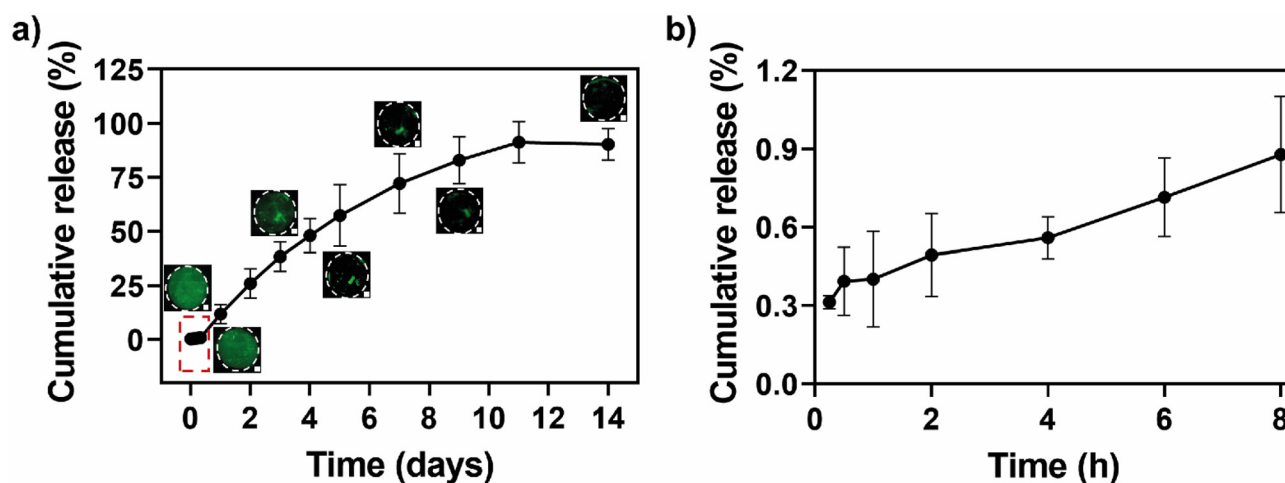 a)
Cumulative release (%)
125
100
75
50
25
0
0 2 4 6 8 10 12 14
Time (days)
b)
Cumulative release (%)
1.2
0.9
0.6
0.3
0.0
0 2 4 6 8
Time (h)